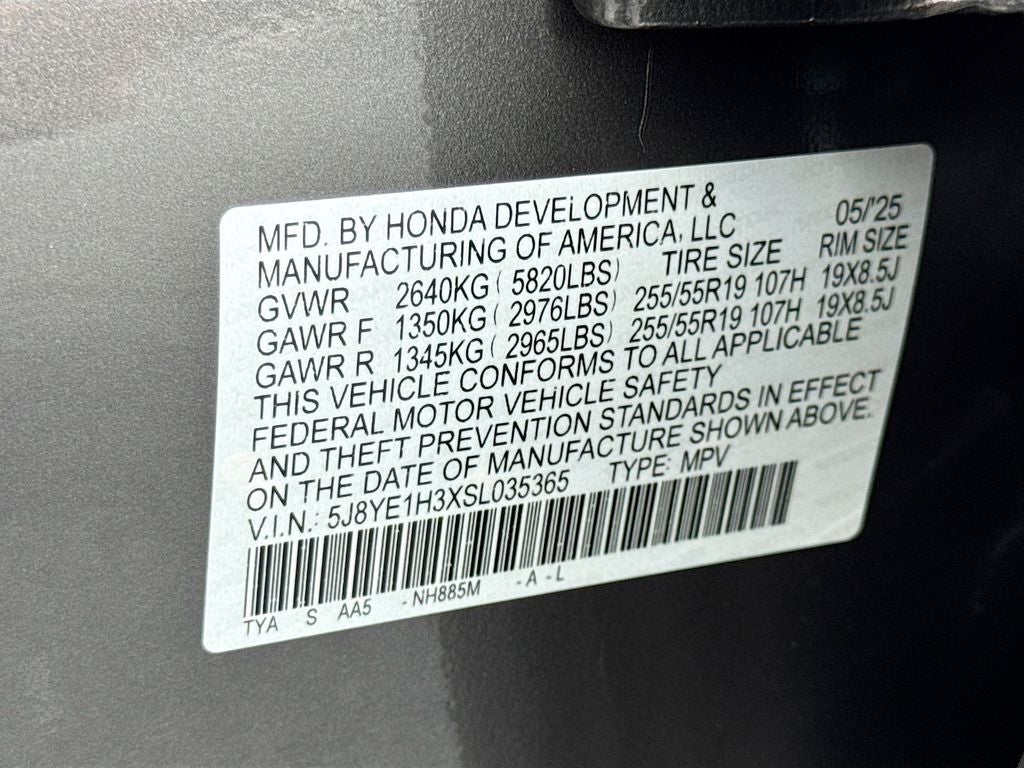 MFD. BY HONDA DEVELOPMENT & 05/'25
MANUFACTURING OF AMERICA, LLC
TIRE SIZE RIM SIZE
GVWR 2640KG ( 5820LBS)
GAWR F 1350KG ( 2976LBS) 255/55R19 107H 19X8.5J
GAWR R 1345KG ( 2965LBS) 255/55R19 107H 19X8.5J
THIS VEHICLE CONFORMS TO ALL APPLICABLE
FEDERAL MOTOR VEHICLE SAFETY
AND THEFT PREVENTION STANDARDS IN EFFECT
ON THE DATE OF MANUFACTURE SHOWN ABOVE.
V.I.N.: 5J8YE1H3XSL035365 TYPE: MPV
TYA S AA5 -NH885M -A -L